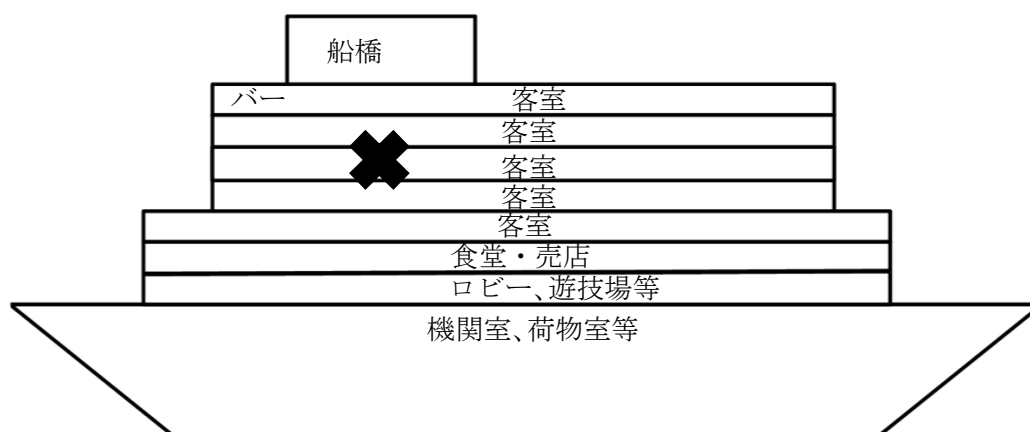 船橋
バー 客室
客室
客室
客室
客室
食堂・売店
ロビー、遊技場等
機関室、荷物室等